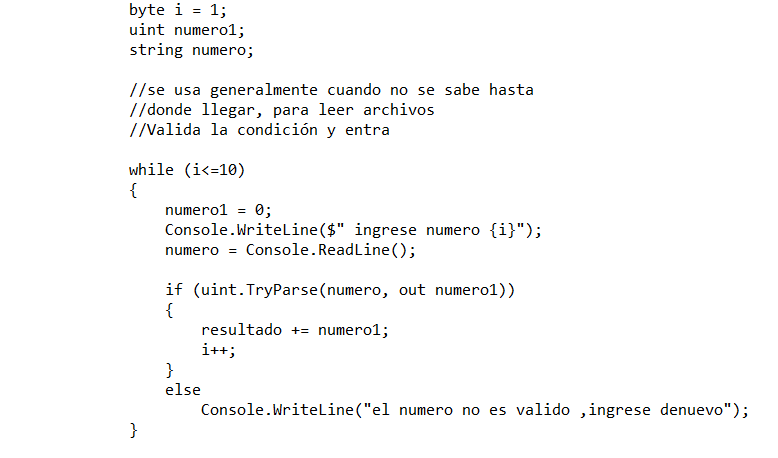 byte i = 1;
uint numero1;
string numero;
//se usa generalmente cuando no se sabe hasta
//donde llegar, para leer archivos
//Valida la condición y entra
while (i<=10)
{
numero1 = 0;
Console.WriteLine($" ingrese numero {i}");
numero = Console.ReadLine();
if (uint.TryParse(numero, out numero1))
{
resultado += numero1;
i++;
}
else
Console.WriteLine("el numero no es valido ,ingrese denuevo");
}